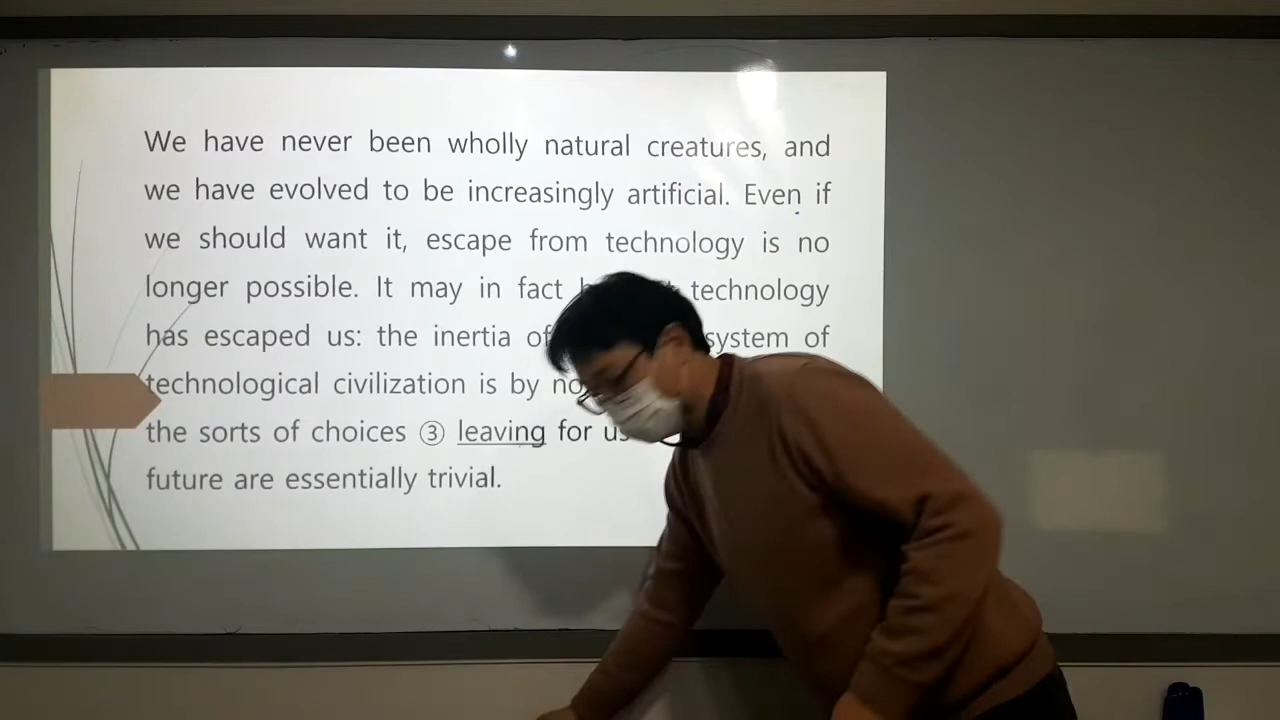 We have never been wholly natural creatures, and
we have evolved to be increasingly artificial. Even if
we should want it, escape from technology is no
longer possible. It may in fact technology
has escaped us: the inertia of system of
technological civilization is by
the sorts of choices ③ leaving for us
future are essentially trivial.